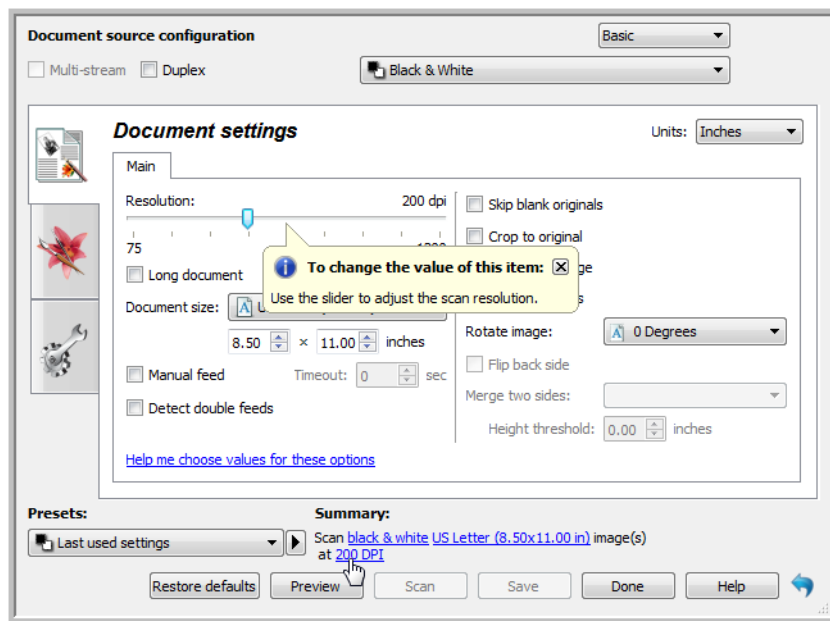 Document source configuration
Basic
Multi-stream
Duplex
Black & White
Document settings
Units: Inches
Main
Resolution: 200 dpi
75
Skip blank originals
Crop to original
To change the value of this item:
Use the slider to adjust the scan resolution.
Long document
Document size:
8.50 × 11.00 inches
Rotate image: 0 Degrees
Flip back side
Manual feed
Timeout: 0 sec
Merge two sides:
Detect double feeds
Height threshold: 0.00 inches
Help me choose values for these options
Presets:
Summary:
Last used settings
Scan black & white US Letter (8.50x11.00 in) image(s)
at 200 DPI
Restore defaults
Preview
Scan
Save
Done
Help